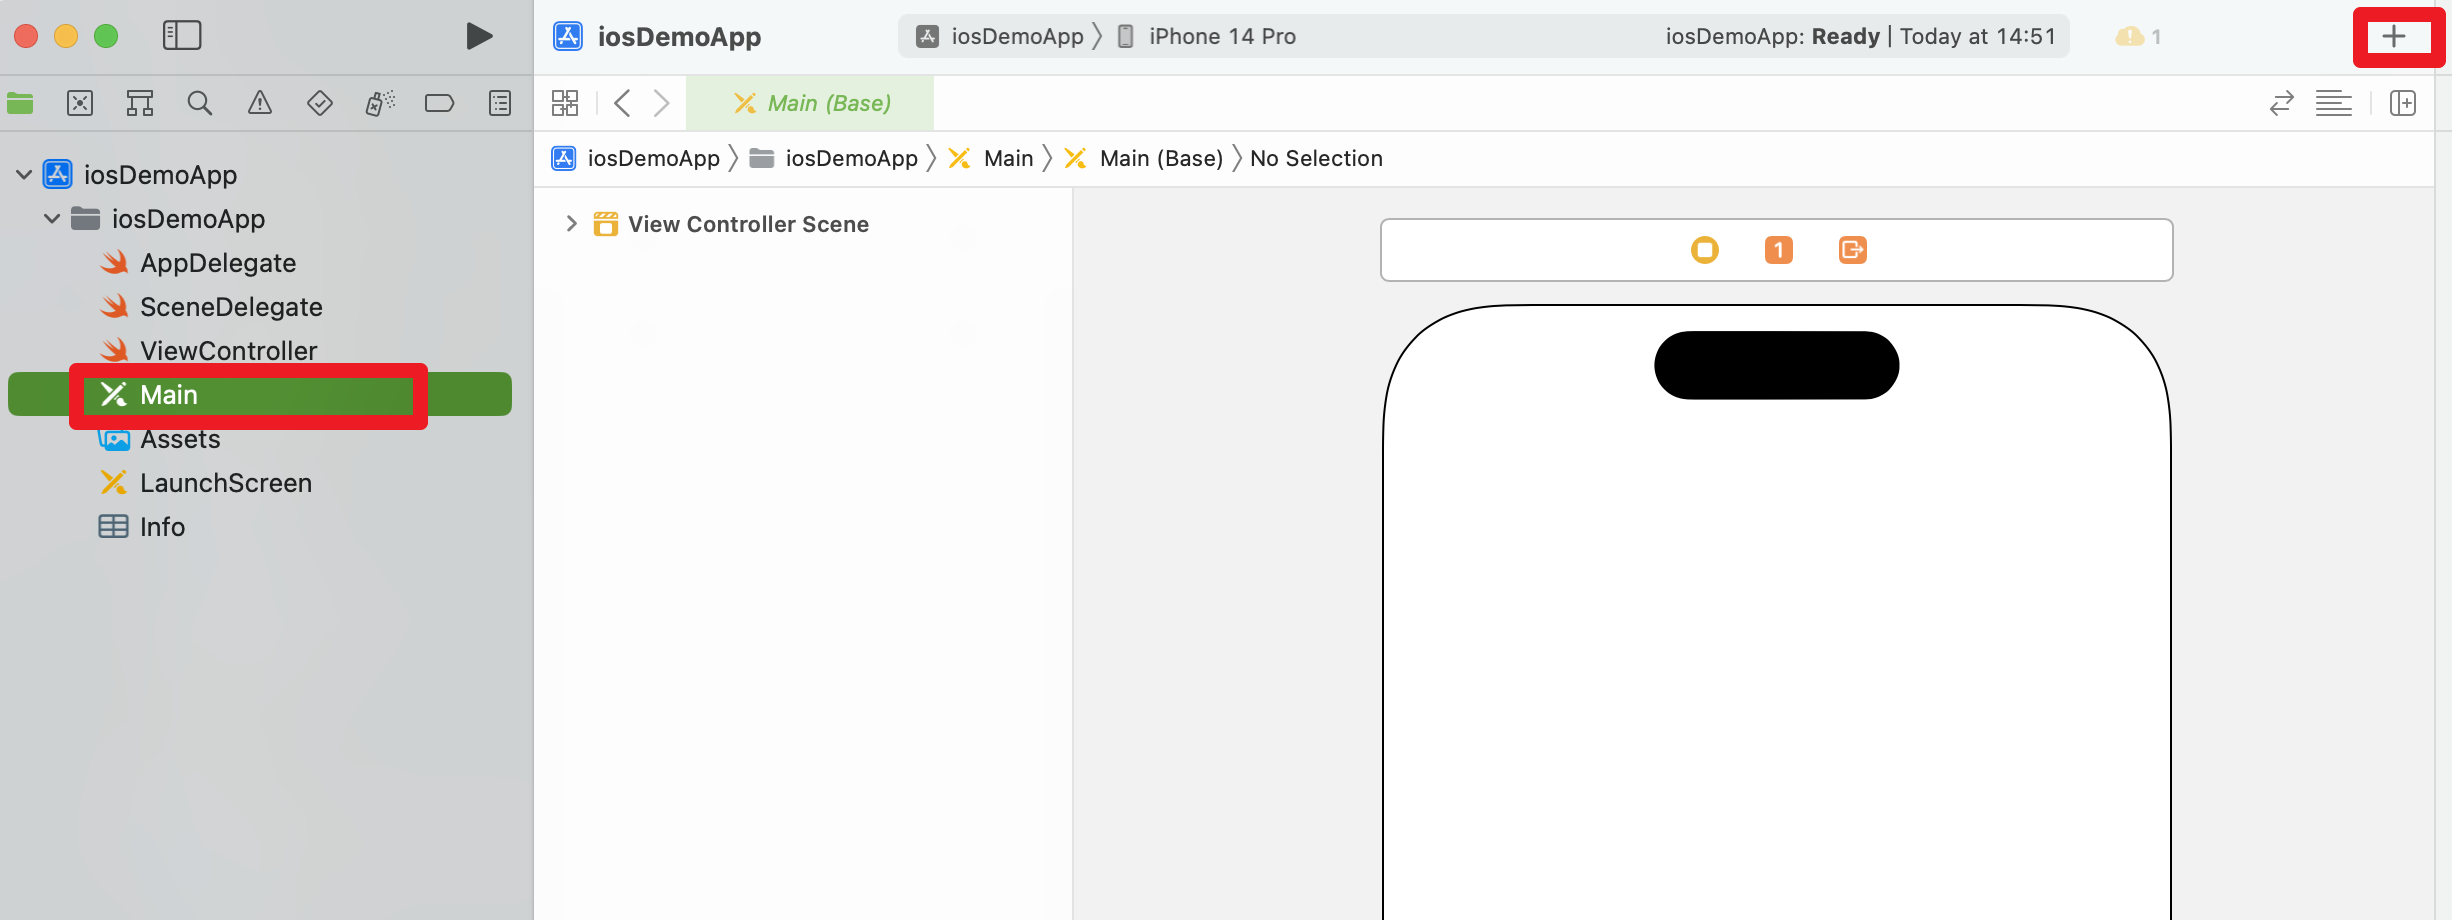 iosDemoApp
iosDemoApp
iPhone 14 Pro
iosDemoApp: Ready | Today at 14:51
1
Main (Base)
iosDemoApp
iosDemoApp
Main
Main (Base)
No Selection
iosDemoApp
iosDemoApp
AppDelegate
SceneDelegate
ViewController
Main
Assets
LaunchScreen
Info
View Controller Scene
1